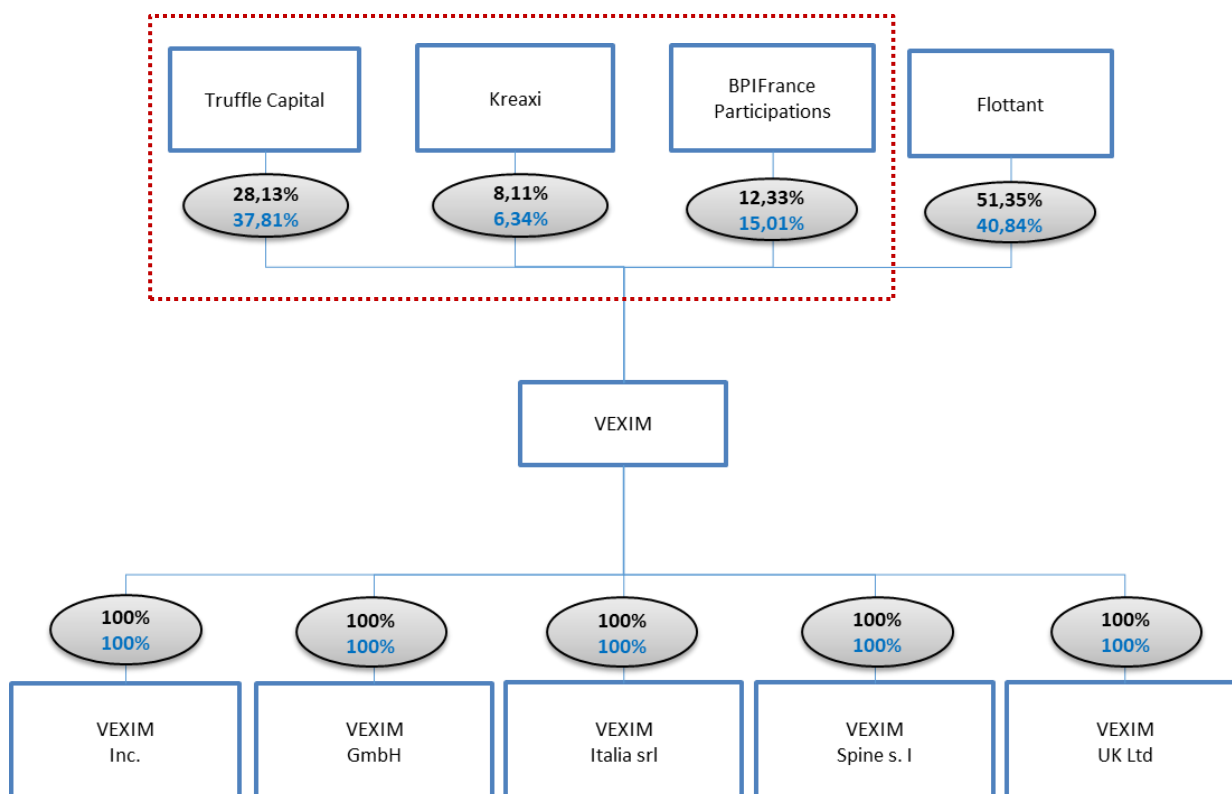 Truffle Capital
Kreaxi
BPIFrance
Participations
Flottant
28,13%
37,81%
8,11%
6,34%
12,33%
15,01%
51,35%
40,84%
VEXIM
100%
100%
100%
100%
100%
100%
100%
100%
100%
100%
VEXIM
Inc.
VEXIM
GmbH
VEXIM
Italia srl
VEXIM
Spine s. l
VEXIM
UK Ltd